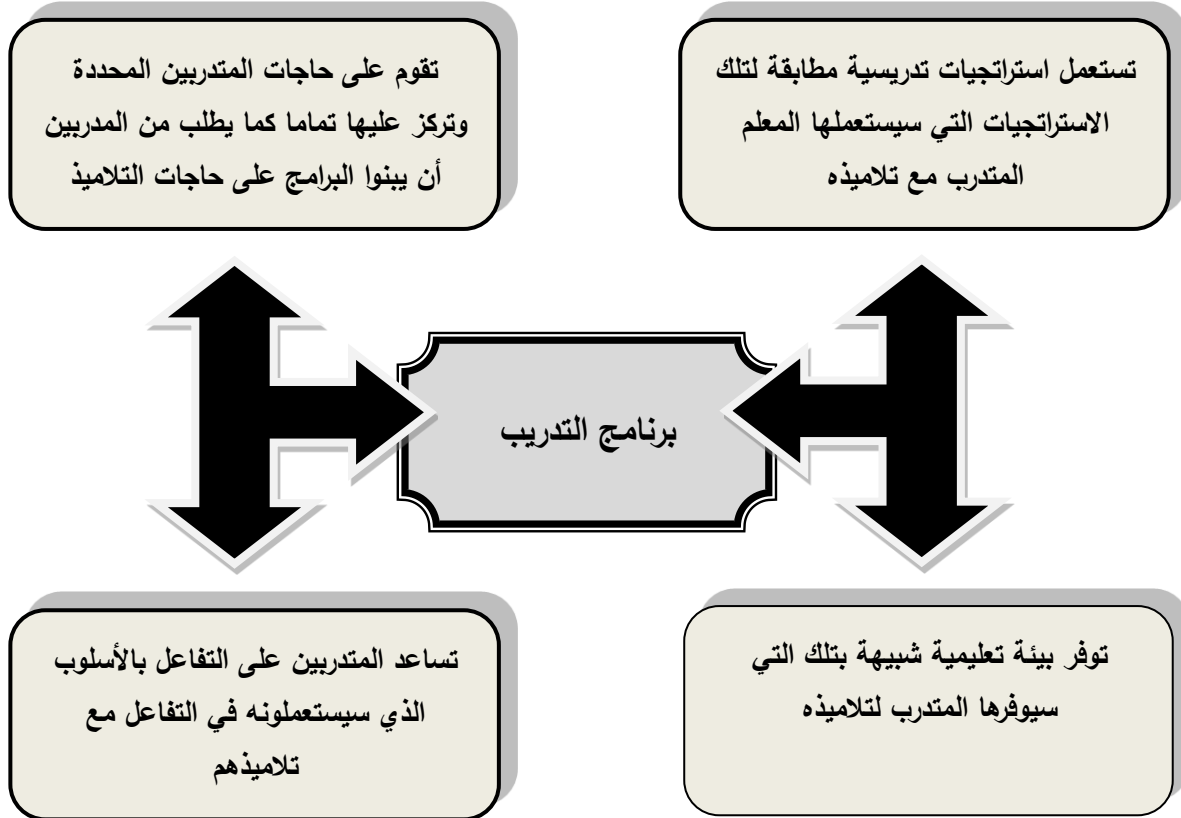 تستعمل استراتجيات تدريسية مطابقة لتلك
الاستراتجيات التي سيستعملها المعلم
المتدرب مع تلاميذه
تقوم على حاجات المتدربين المحددة
وتركز عليها تماما كما يطلب من المدربين
أن يبنوا البرامج على حاجات التلاميذ
برنامج التدريب
توفر بيئة تعليمية شبيهة بتلك التي
سيوفرها المتدرب لتلاميذه
تساعد المتدربين على التفاعل بالأسلوب
الذي سيستعملونه في التفاعل مع
تلاميذهم